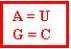 A = U
G = C